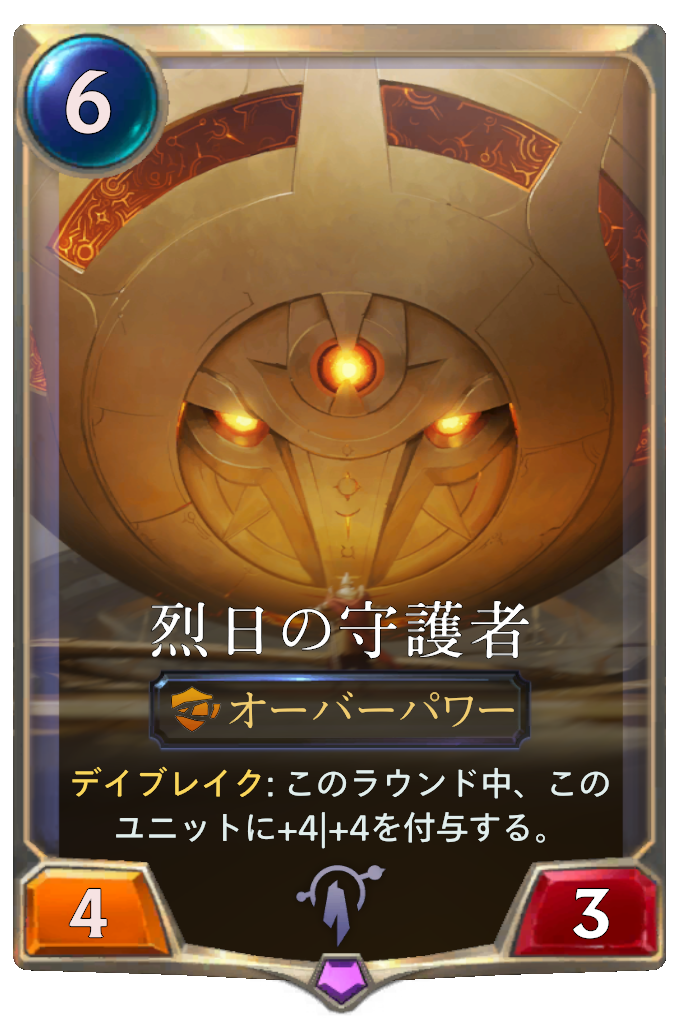 6
烈日の守護者
オーバーパワー
デイブレイク: このラウンド中、この
ユニットに+4|+4を付与する。
4
3